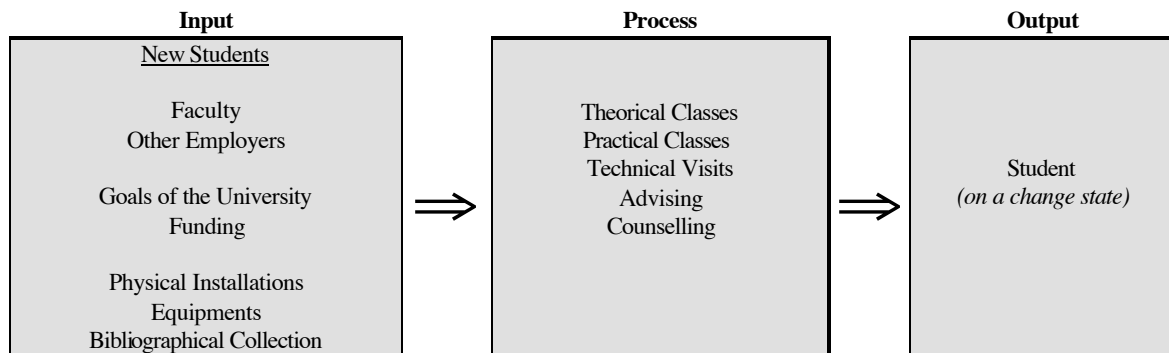 Input
New Students
Faculty
Other Employers
Goals of the University
Funding
Physical Installations
Equipments
Bibliographical Collection
Process
Theorical Classes
Practical Classes
Technical Visits
Advising
Counselling
Output
Student
(on a change state)